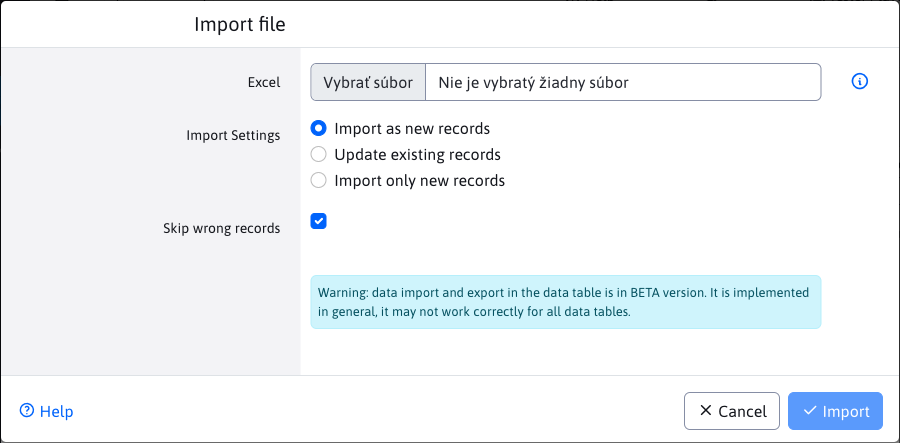 Import file
Excel
Vybrať súbor
Nie je vybratý žiadny súbor
Import Settings
Import as new records
Update existing records
Import only new records
Skip wrong records
Warning: data import and export in the data table is in BETA version. It is implemented
in general, it may not work correctly for all data tables.
Help
Cancel
Import